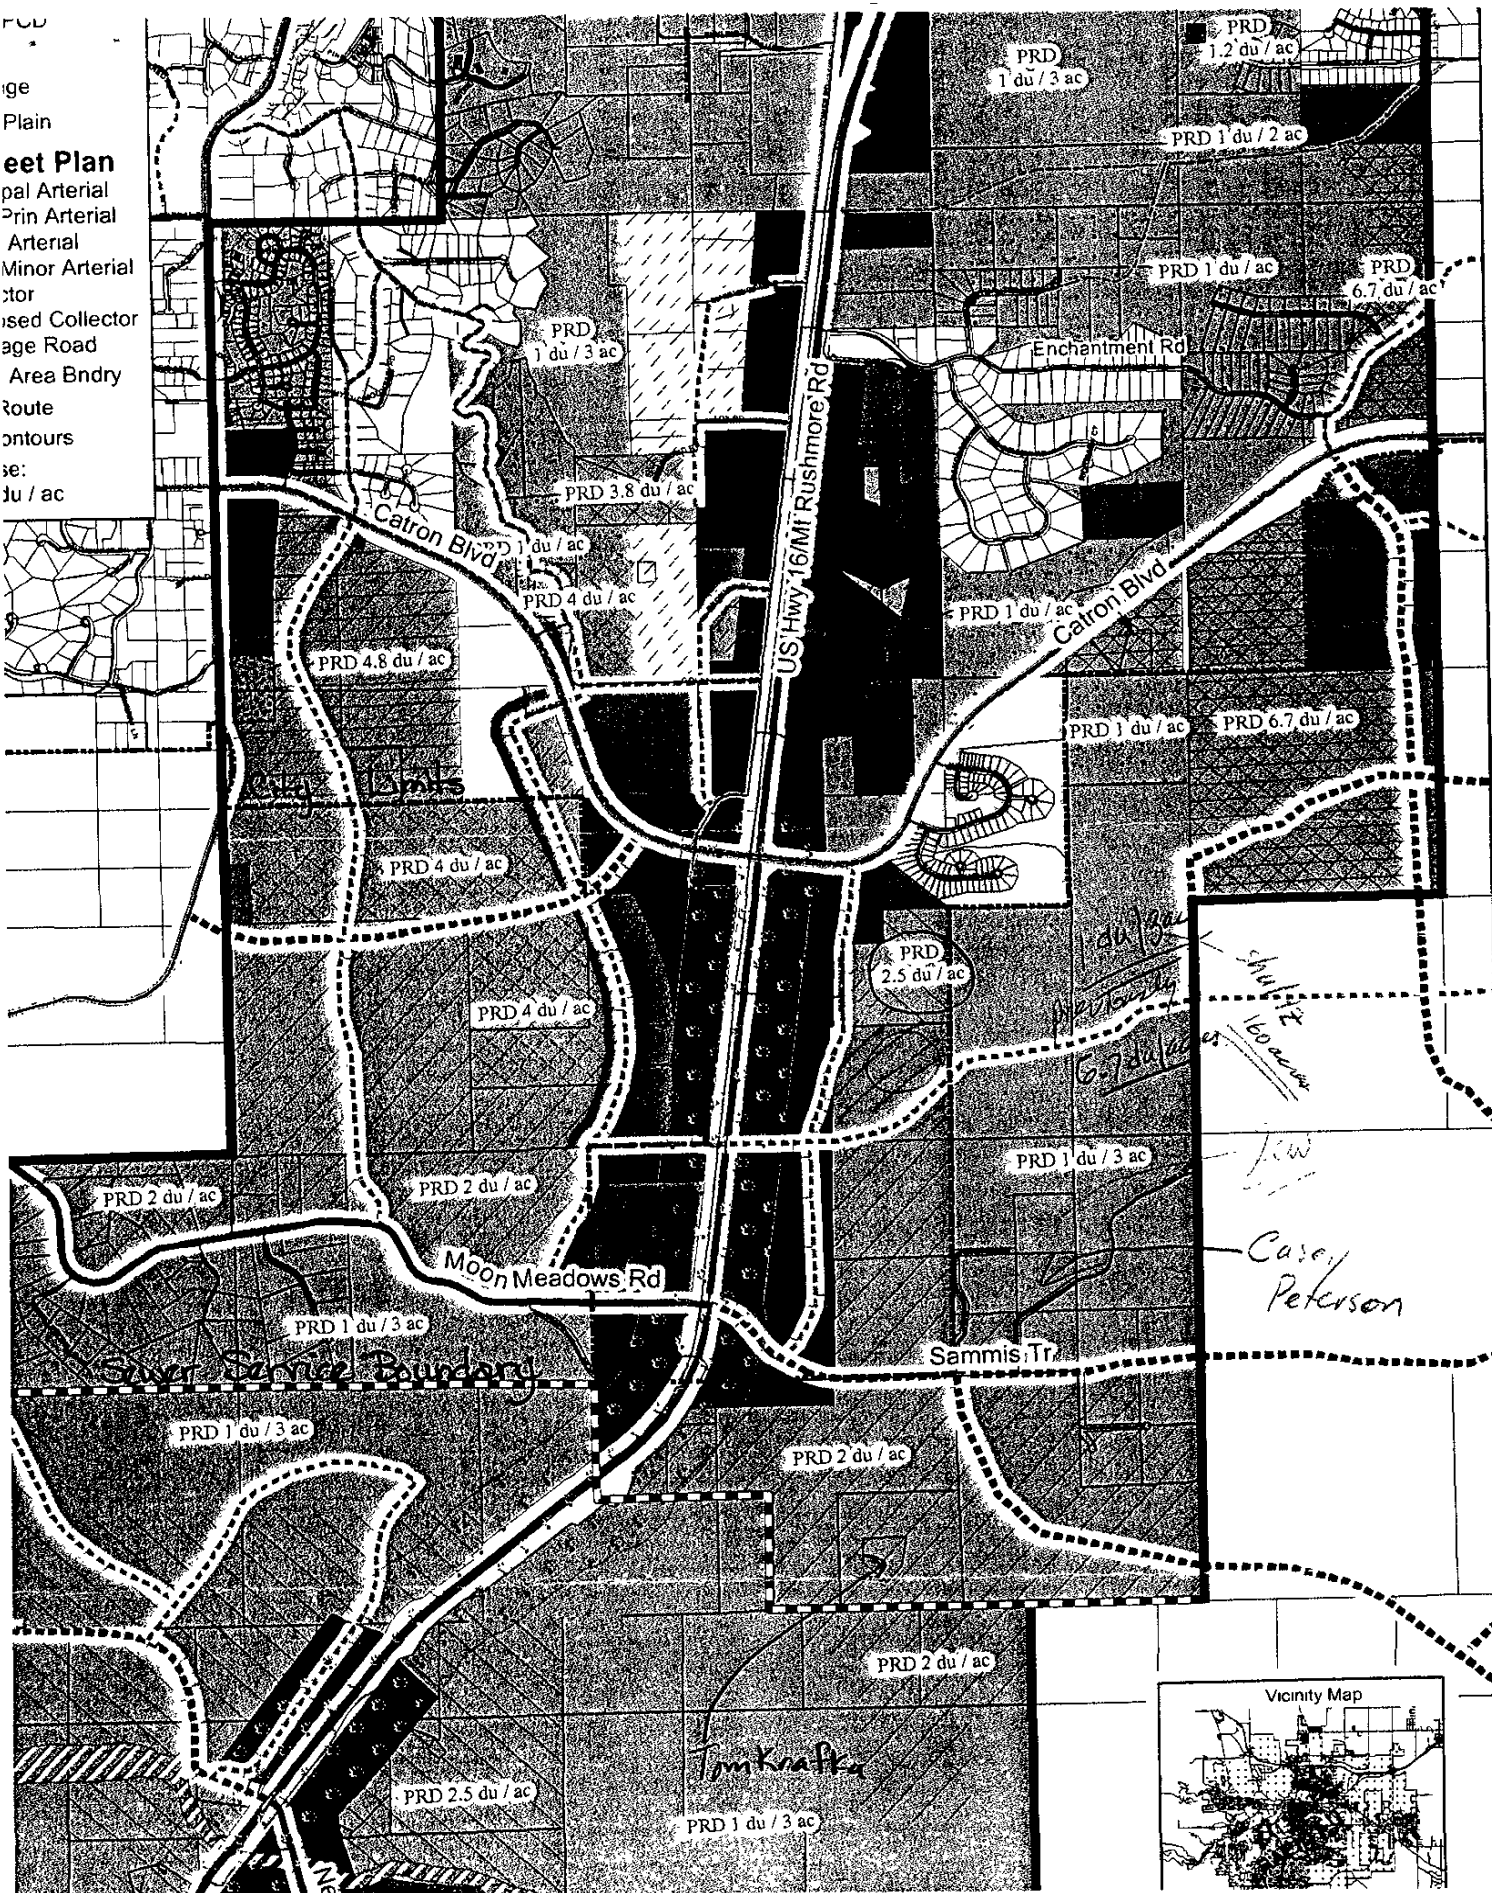 Plain
eet Plan
pal Arterial
Prin Arterial
Arterial
Minor Arterial
ctor
sed Collector
age Road
Area Bndry
Route
ontours
se:
du / ac
PRD
1 du / 3 ac
PRD
1.2 du / ac
PRD 1 du / 2 ac
PRD 1 du / ac
PRD
6.7 du / ac
PRD
1 du / 3 ac
Enchantment Rd
US Hwy 16/Mt Rushmore Rd
PRD 3.8 du / ac
Catron Blvd
PRD 1 du / ac
PRD 4 du / ac
PRD 1 du / ac
Catron Blvd
PRD 4.8 du / ac
PRD 1 du / ac
PRD 6.7 du / ac
City Limits
PRD 4 du / ac
PRD
2.5 du / ac
1 du /
previously
6.7 du/
160 acres
PRD 4 du / ac
PRD 1 du / 3 ac
PRD 2 du / ac
PRD 2 du / ac
Casey
Peterson
Moon Meadows Rd
PRD 1 du / 3 ac
Sammis Tr
Sewer Service Boundary
PRD 1 du / 3 ac
PRD 2 du / ac
PRD 2 du / ac
Vicinity Map
Tom Krafka
PRD 2.5 du / ac
PRD 1 du / 3 ac
Ne